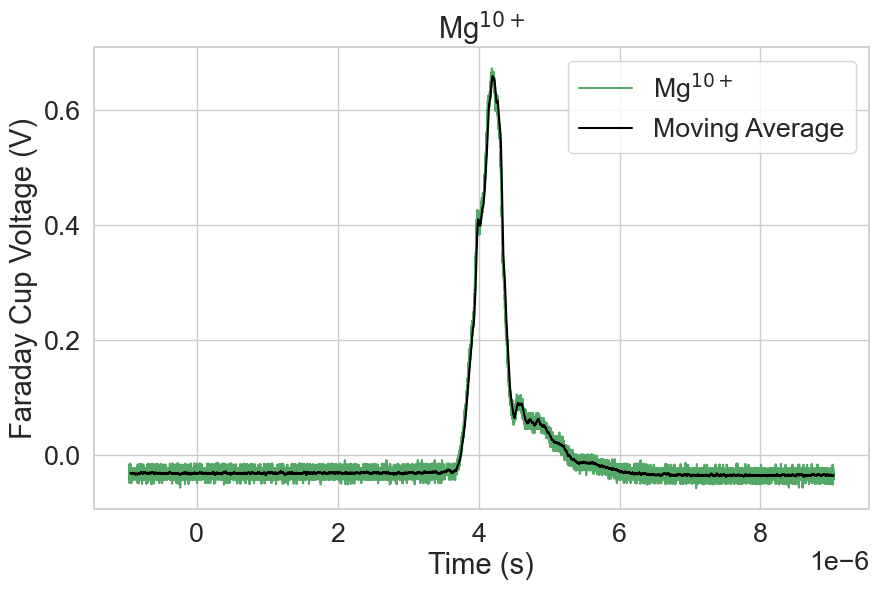 Mg¹⁰⁺
Mg¹⁰⁺
Moving Average
Faraday Cup Voltage (V)
0.6
0.4
0.2
0.0
0 2 4 6 8
Time (s)
1e−6